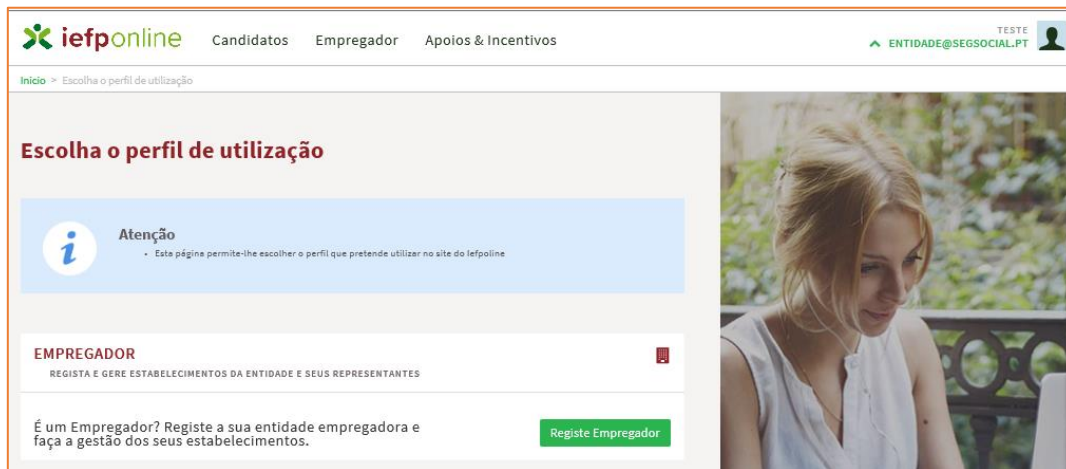 iefponline Candidatos Empregador Apoios & Incentivos
TESTE
ENTIDADE@SEGSOCIAL.PT
Início > Escolha o perfil de utilização
Escolha o perfil de utilização
i
Atenção
• Esta página permite-lhe escolher o perfil que pretende utilizar no site do Iefpoline
EMPREGADOR
REGISTA E GERE ESTABELECIMENTOS DA ENTIDADE E SEUS REPRESENTANTES
É um Empregador? Registe a sua entidade empregadora e
faça a gestão dos seus estabelecimentos.
Registe Empregador